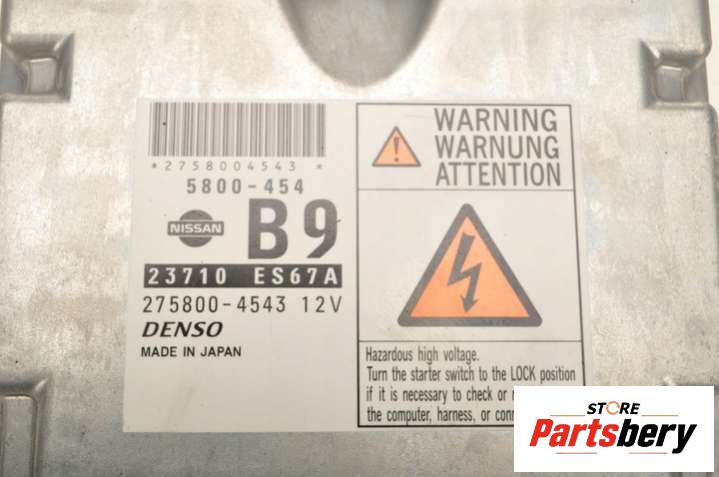 *2758004543*
5800-454
NISSAN
B9
23710 ES67A
275800-4543 12V
DENSO
MADE IN JAPAN
WARNING
WARNUNG
ATTENTION
Hazardous high voltage.
Turn the starter switch to the LOCK position
if it is necessary to check or
the computer, harness, or
STORE
Partsbery